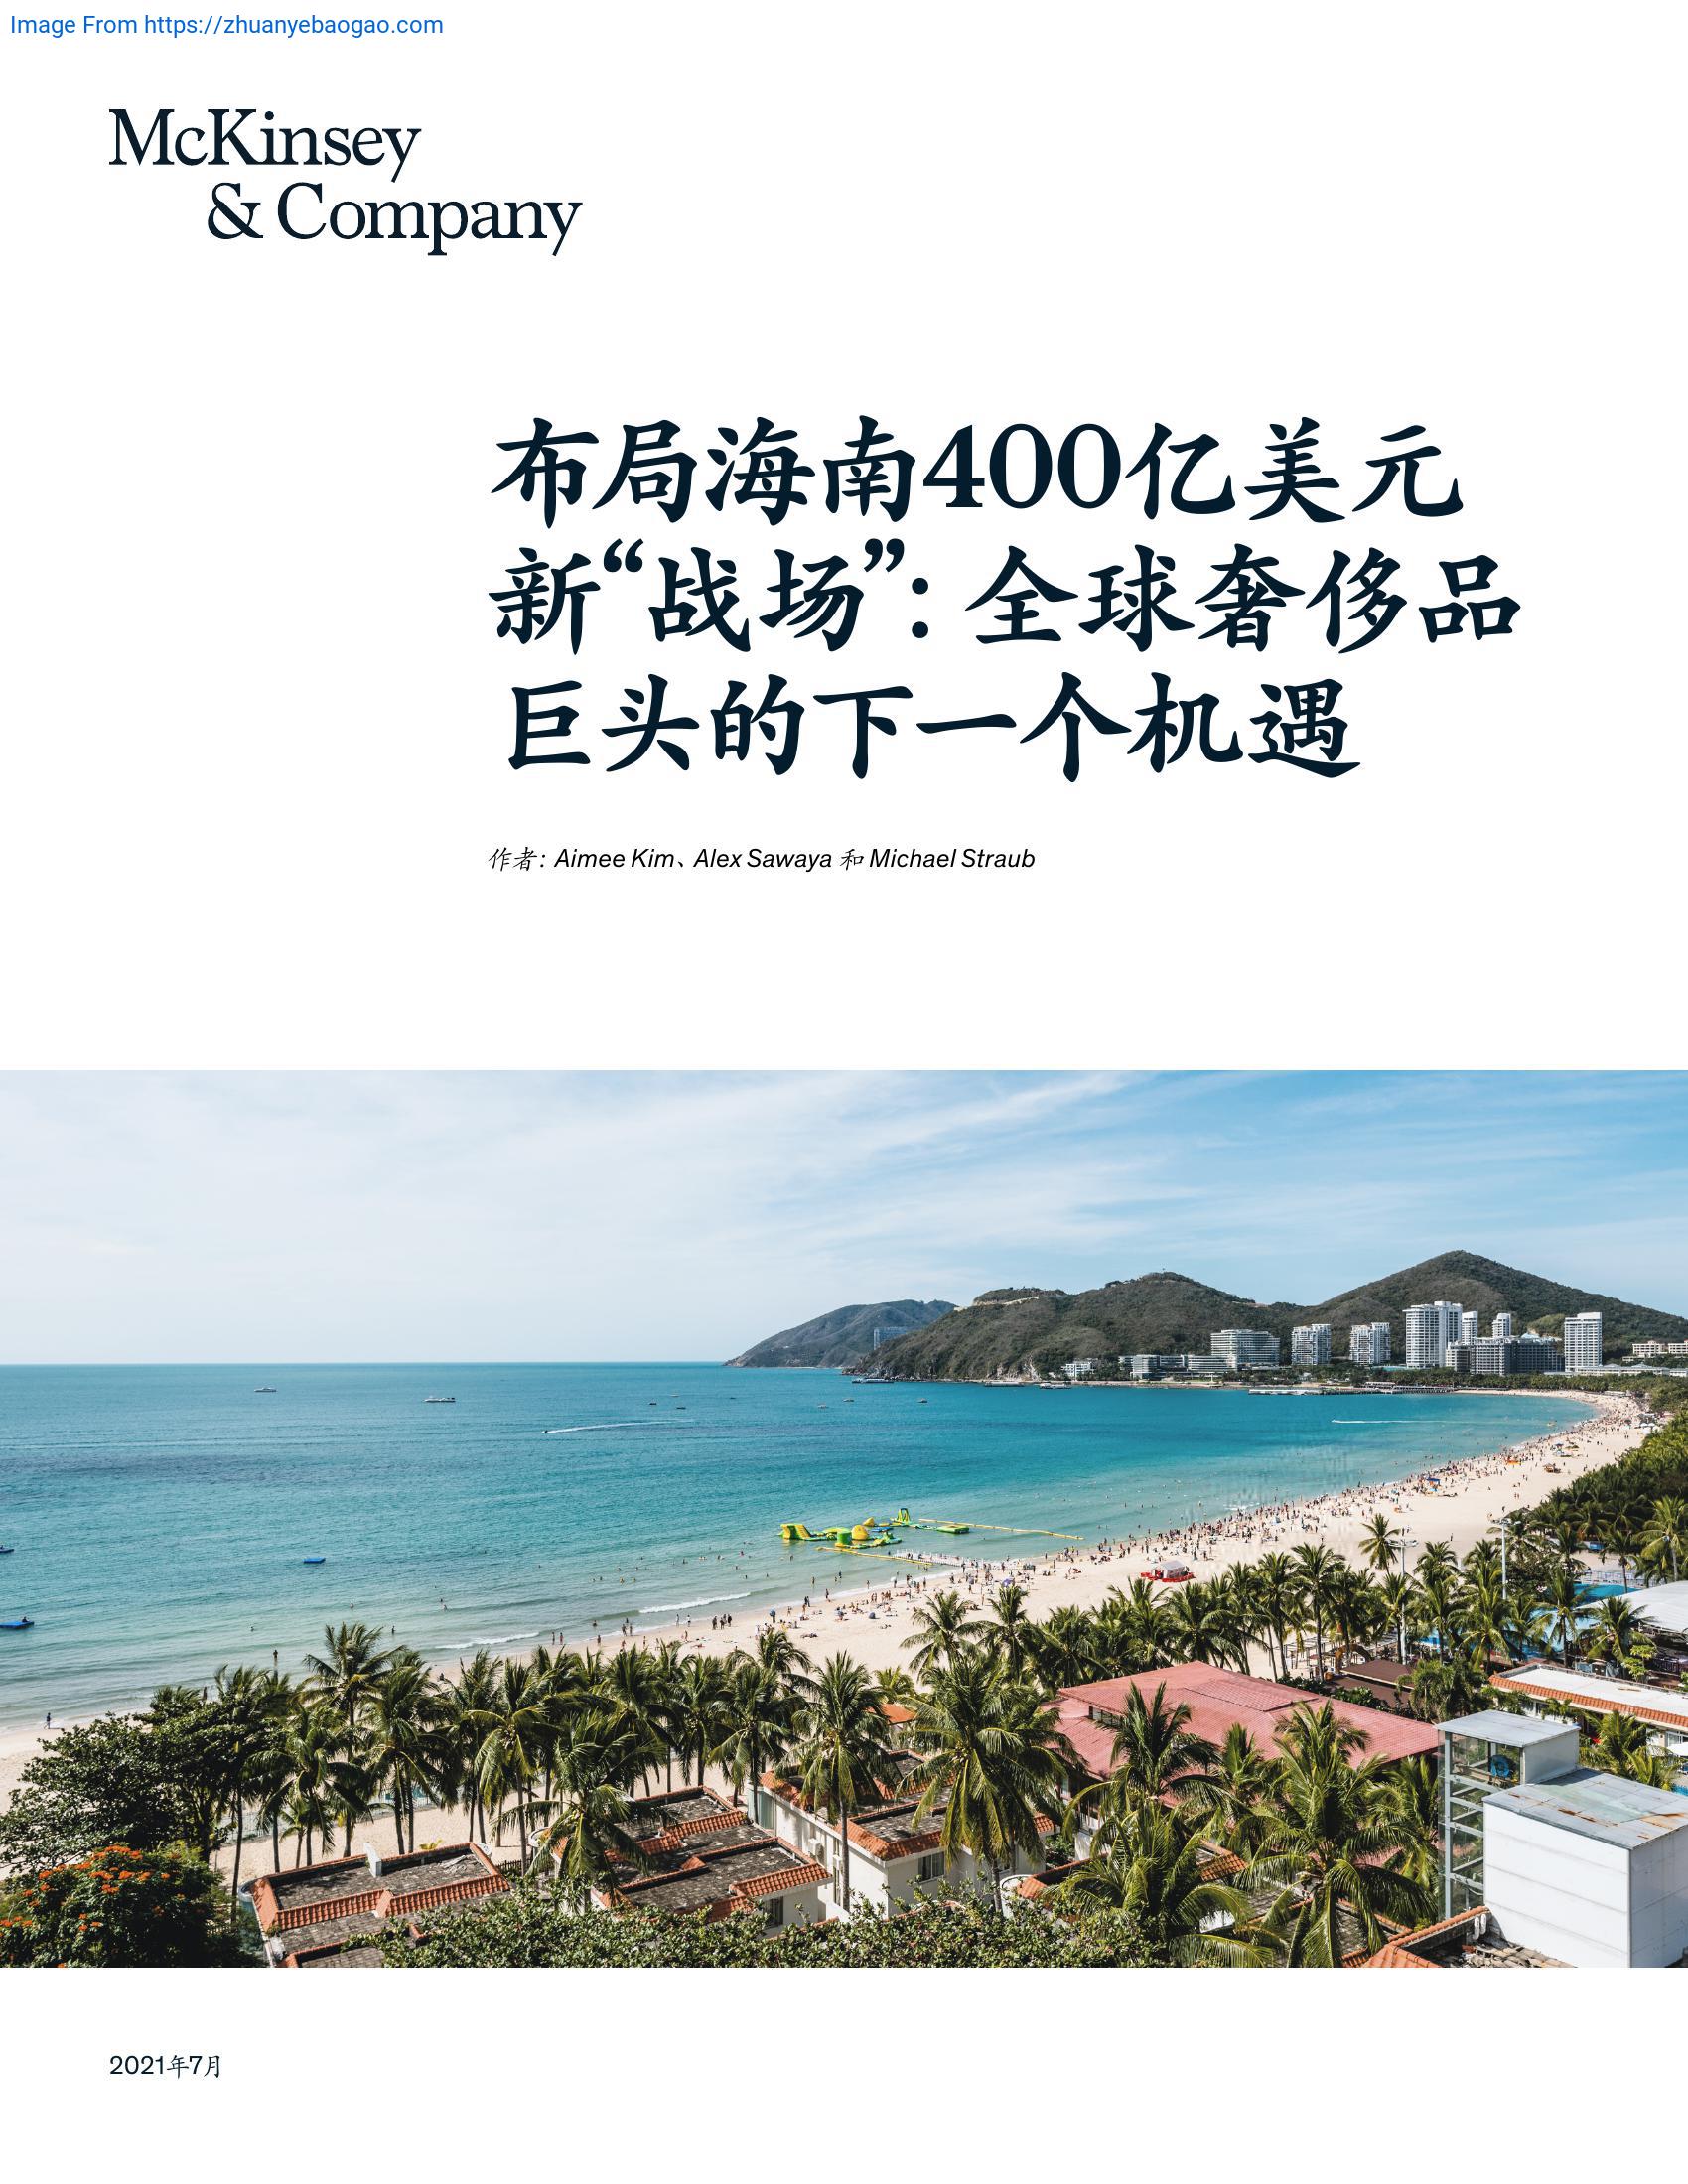 Image From https://zhuanyebaogao.com
McKinsey
& Company
布局海南400亿美元
新“战场”：全球奢侈品
巨头的下一个机遇
作者：Aimee Kim、Alex Sawaya 和 Michael Straub
2021年7月